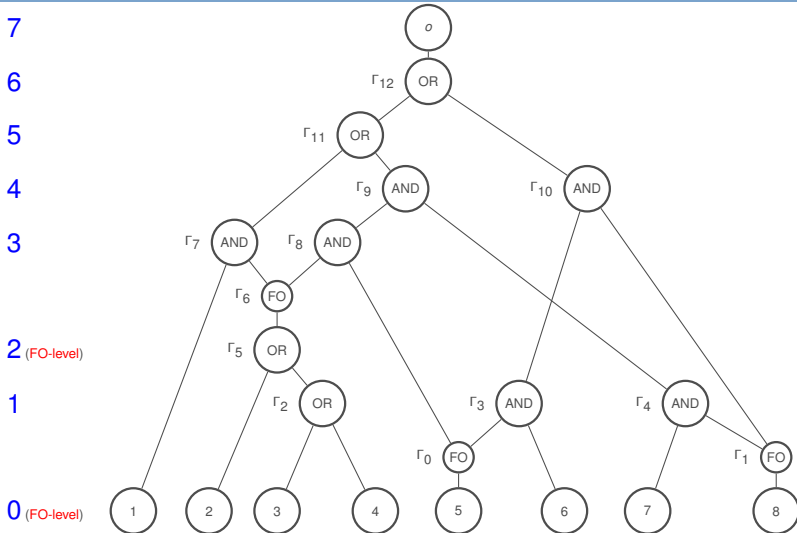 7 o
6 Γ12 OR
5 Γ11 OR
4 Γ9 AND Γ10 AND
3 Γ7 AND Γ8 AND
Γ6 FO
2 (FO-level) Γ5 OR
1 Γ2 OR Γ3 AND Γ4 AND
Γ0 FO Γ1 FO
0 (FO-level) 1 2 3 4 5 6 7 8